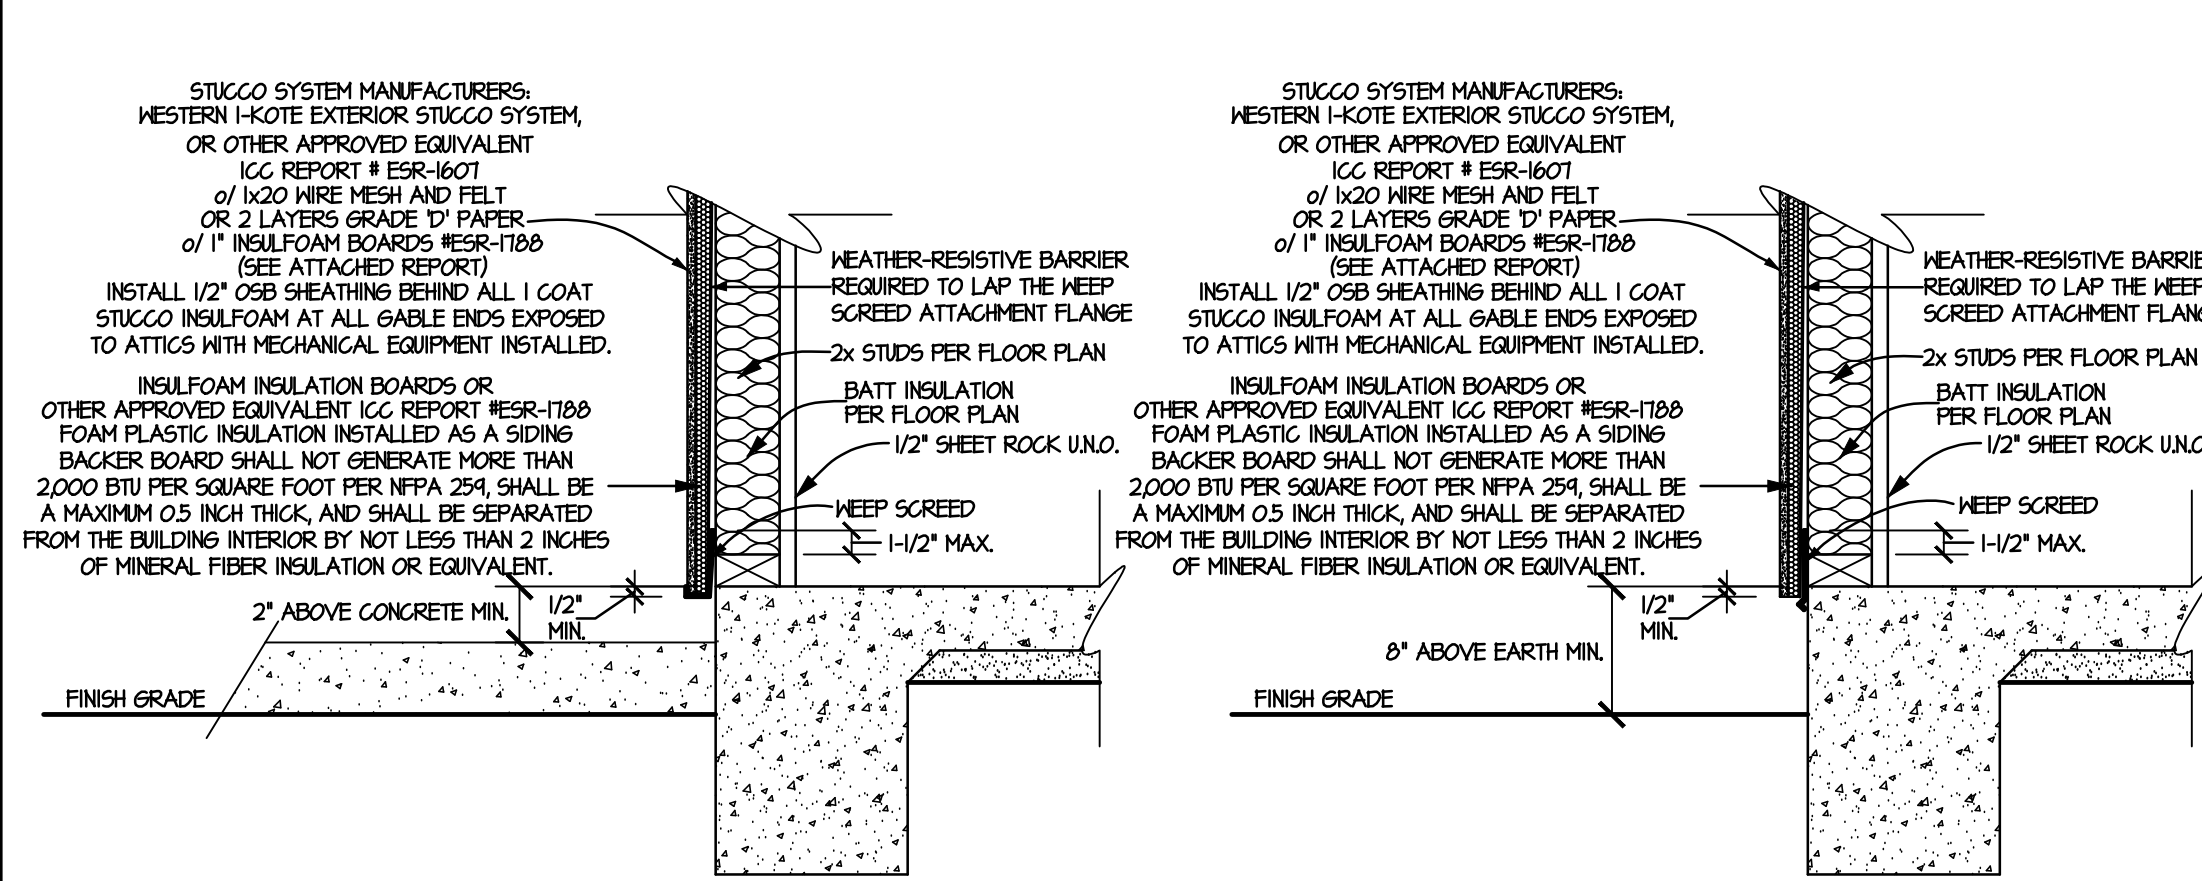 STUCCO SYSTEM MANUFACTURERS:
WESTERN 1-KOTE EXTERIOR STUCCO SYSTEM,
OR OTHER APPROVED EQUIVALENT
ICC REPORT # ESR-1607
o/ 1x20 WIRE MESH AND FELT
OR 2 LAYERS GRADE 'D' PAPER
o/ 1" INSULFOAM BOARDS #ESR-1788
(SEE ATTACHED REPORT)
INSTALL 1/2" OSB SHEATHING BEHIND ALL 1 COAT
STUCCO INSULFOAM AT ALL GABLE ENDS EXPOSED
TO ATTICS WITH MECHANICAL EQUIPMENT INSTALLED.
INSULFOAM INSULATION BOARDS OR
OTHER APPROVED EQUIVALENT ICC REPORT #ESR-1788
FOAM PLASTIC INSULATION INSTALLED AS A SIDING
BACKER BOARD SHALL NOT GENERATE MORE THAN
2,000 BTU PER SQUARE FOOT PER NFPA 259, SHALL BE
A MAXIMUM 0.5 INCH THICK, AND SHALL BE SEPARATED
FROM THE BUILDING INTERIOR BY NOT LESS THAN 2 INCHES
OF MINERAL FIBER INSULATION OR EQUIVALENT.
2" ABOVE CONCRETE MIN.
1/2"
MIN.
FINISH GRADE
WEATHER-RESISTIVE BARRIER
REQUIRED TO LAP THE WEEP
SCREED ATTACHMENT FLANGE
2x STUDS PER FLOOR PLAN
BATT INSULATION
PER FLOOR PLAN
1/2" SHEET ROCK U.N.O.
WEEP SCREED
1-1/2" MAX.
STUCCO SYSTEM MANUFACTURERS:
WESTERN 1-KOTE EXTERIOR STUCCO SYSTEM,
OR OTHER APPROVED EQUIVALENT
ICC REPORT # ESR-1607
o/ 1x20 WIRE MESH AND FELT
OR 2 LAYERS GRADE 'D' PAPER
o/ 1" INSULFOAM BOARDS #ESR-1788
(SEE ATTACHED REPORT)
INSTALL 1/2" OSB SHEATHING BEHIND ALL 1 COAT
STUCCO INSULFOAM AT ALL GABLE ENDS EXPOSED
TO ATTICS WITH MECHANICAL EQUIPMENT INSTALLED.
INSULFOAM INSULATION BOARDS OR
OTHER APPROVED EQUIVALENT ICC REPORT #ESR-1788
FOAM PLASTIC INSULATION INSTALLED AS A SIDING
BACKER BOARD SHALL NOT GENERATE MORE THAN
2,000 BTU PER SQUARE FOOT PER NFPA 259, SHALL BE
A MAXIMUM 0.5 INCH THICK, AND SHALL BE SEPARATED
FROM THE BUILDING INTERIOR BY NOT LESS THAN 2 INCHES
OF MINERAL FIBER INSULATION OR EQUIVALENT.
1/2"
MIN.
8" ABOVE EARTH MIN.
FINISH GRADE
WEATHER-RESISTIVE
REQUIRED TO LAP THE WEEP
SCREED ATTACHMENT
2x STUDS PER FLOOR PLAN
BATT INSULATION
PER FLOOR PLAN
1/2" SHEET ROCK
WEEP SCREED
1-1/2" MAX.